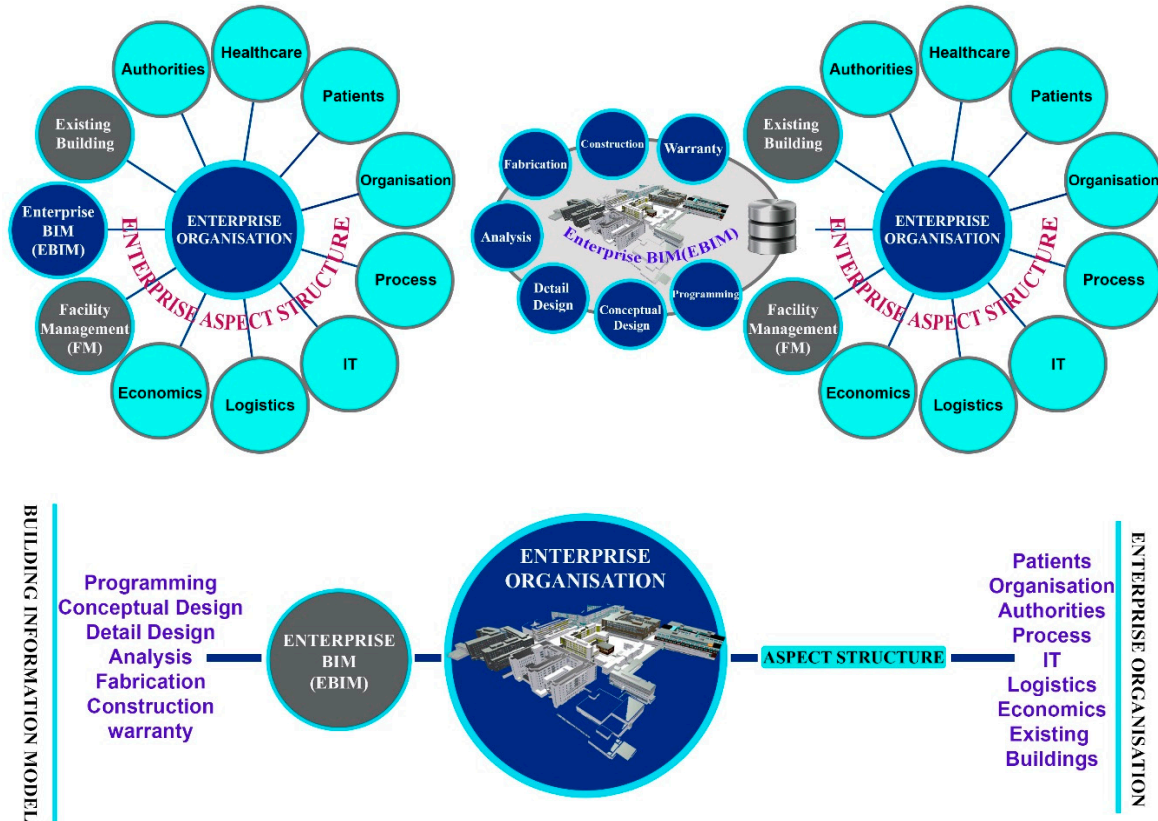 Healthcare
Authorities
Patients
Existing
Building
Organisation
Enterprise
BIM
(EBIM)
ENTERPRISE
ORGANISATION
ENTERPRISE ASPECT STRUCTURE
Process
Facility
Management
(FM)
IT
Economics
Logistics
Construction
Warranty
Fabrication
Analysis
Enterprise BIM(EBIM)
Detail
Design
Conceptual
Design
Programming
Healthcare
Authorities
Patients
Existing
Building
Organisation
ENTERPRISE
ORGANISATION
ENTERPRISE ASPECT STRUCTURE
Process
Facility
Management
(FM)
IT
Economics
Logistics
BUILDING INFORMATION MODEL
Programming
Conceptual Design
Detail Design
Analysis
Fabrication
Construction
warranty
ENTERPRISE
BIM
(EBIM)
ENTERPRISE
ORGANISATION
ASPECT STRUCTURE
Patients
Organisation
Authorities
Process
IT
Logistics
Economics
Existing
Buildings
ENTERPRISE ORGANISATION